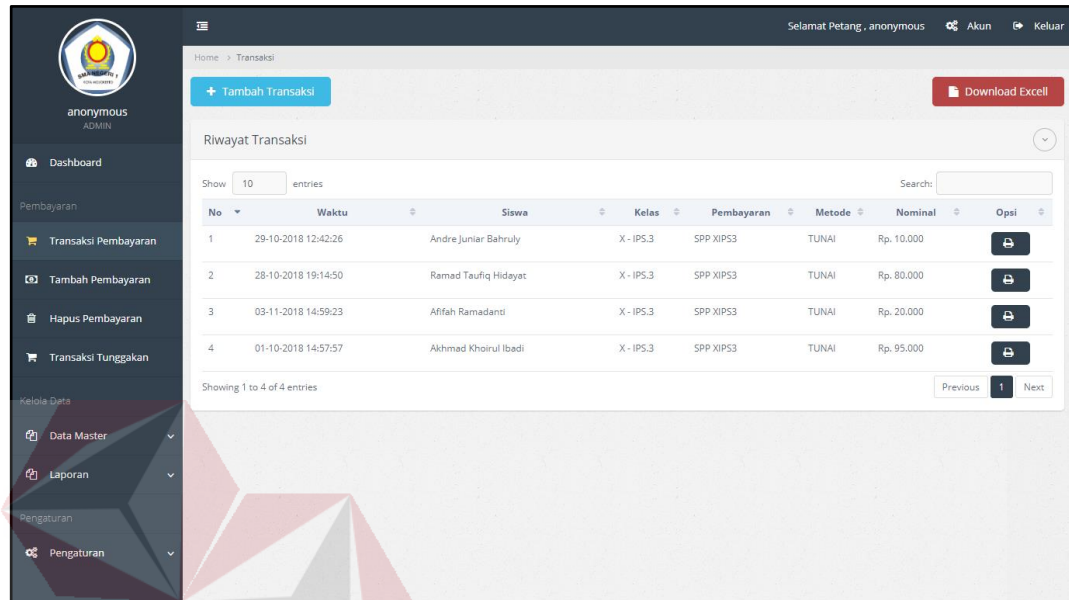 Selamat Petang , anonymous Akun Keluar
SMA NEGERI 1
anonymous
ADMIN
Dashboard
Pembayaran
Transaksi Pembayaran
Tambah Pembayaran
Hapus Pembayaran
Transaksi Tunggakan
Kelola Data
Data Master
Laporan
Pengaturan
Pengaturan
Home > Transaksi
+ Tambah Transaksi Download Excell
Riwayat Transaksi
Show 10 entries Search:
No Waktu Siswa Kelas Pembayaran Metode Nominal Opsi
1 29-10-2018 12:42:26 Andre Juniar Bahruly X - IPS.3 SPP XIPS3 TUNAI Rp. 10.000
2 28-10-2018 19:14:50 Ramad Taufiq Hidayat X - IPS.3 SPP XIPS3 TUNAI Rp. 80.000
3 03-11-2018 14:59:23 Afifah Ramadanti X - IPS.3 SPP XIPS3 TUNAI Rp. 20.000
4 01-10-2018 14:57:57 Akhmad Khoirul Ibadi X - IPS.3 SPP XIPS3 TUNAI Rp. 95.000
Showing 1 to 4 of 4 entries Previous 1 Next